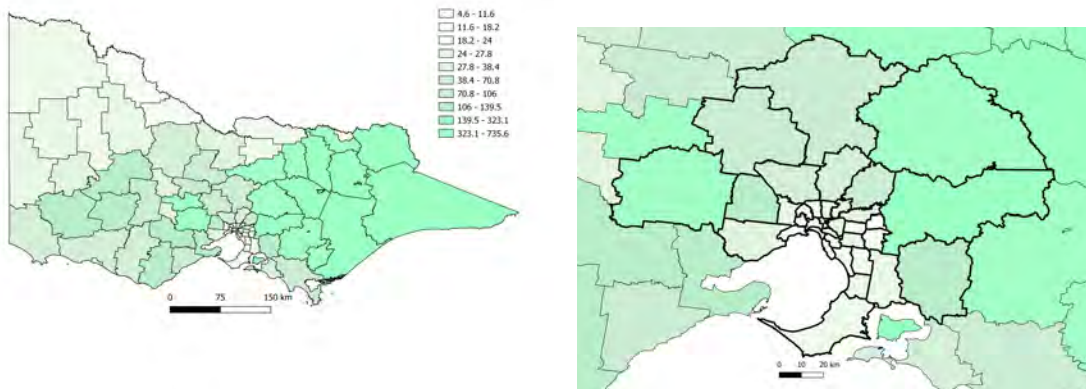 4.6 - 11.6
11.6 - 18.2
18.2 - 24
24 - 27.8
27.8 - 38.4
38.4 - 70.8
70.8 - 106
106 - 139.5
139.5 - 323.1
323.1 - 735.6
0 75 150 km
0 10 20 km